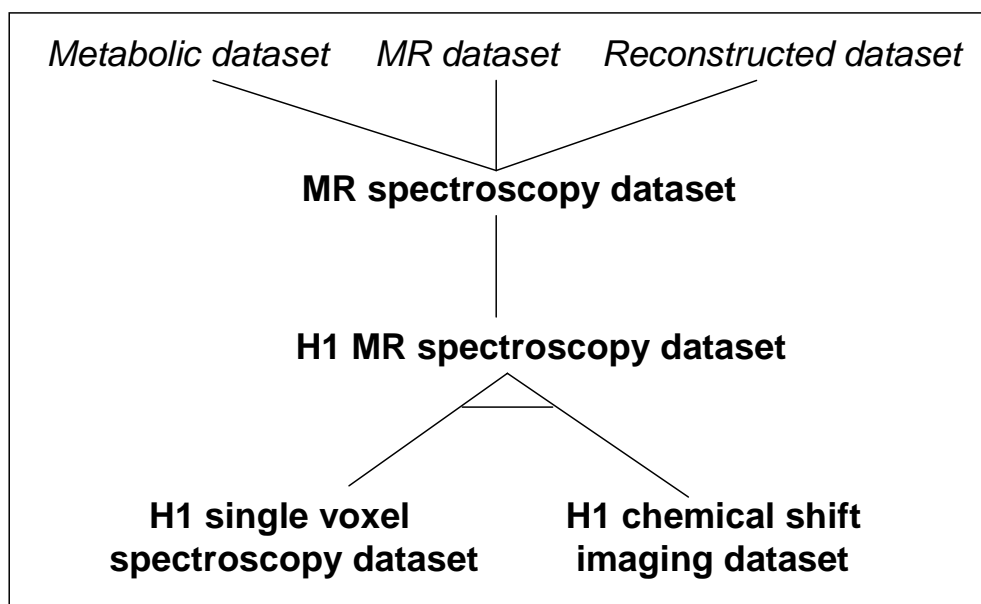 Metabolic dataset MR dataset Reconstructed dataset
MR spectroscopy dataset
H1 MR spectroscopy dataset
H1 single voxel
spectroscopy dataset
H1 chemical shift
imaging dataset